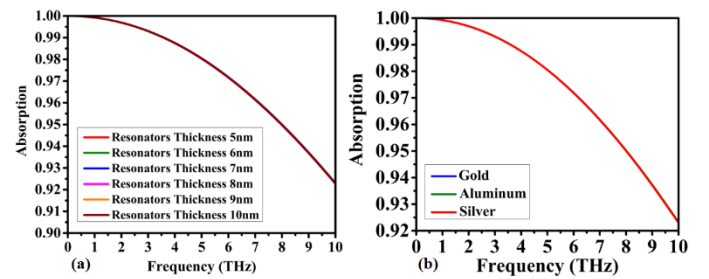 1.00
0.99
0.98
0.97
0.96
0.95
0.94
0.93
0.92
0.91
0.90
Absorption
Resonators Thickness 5nm
Resonators Thickness 6nm
Resonators Thickness 7nm
Resonators Thickness 8nm
Resonators Thickness 9nm
Resonators Thickness 10nm
0 1 2 3 4 5 6 7 8 9 10
(a) Frequency (THz)
1.00
0.99
0.98
0.97
0.96
0.95
0.94
0.93
0.92
Absorption
Gold
Aluminum
Silver
0 1 2 3 4 5 6 7 8 9 10
(b) Frequency (THz)